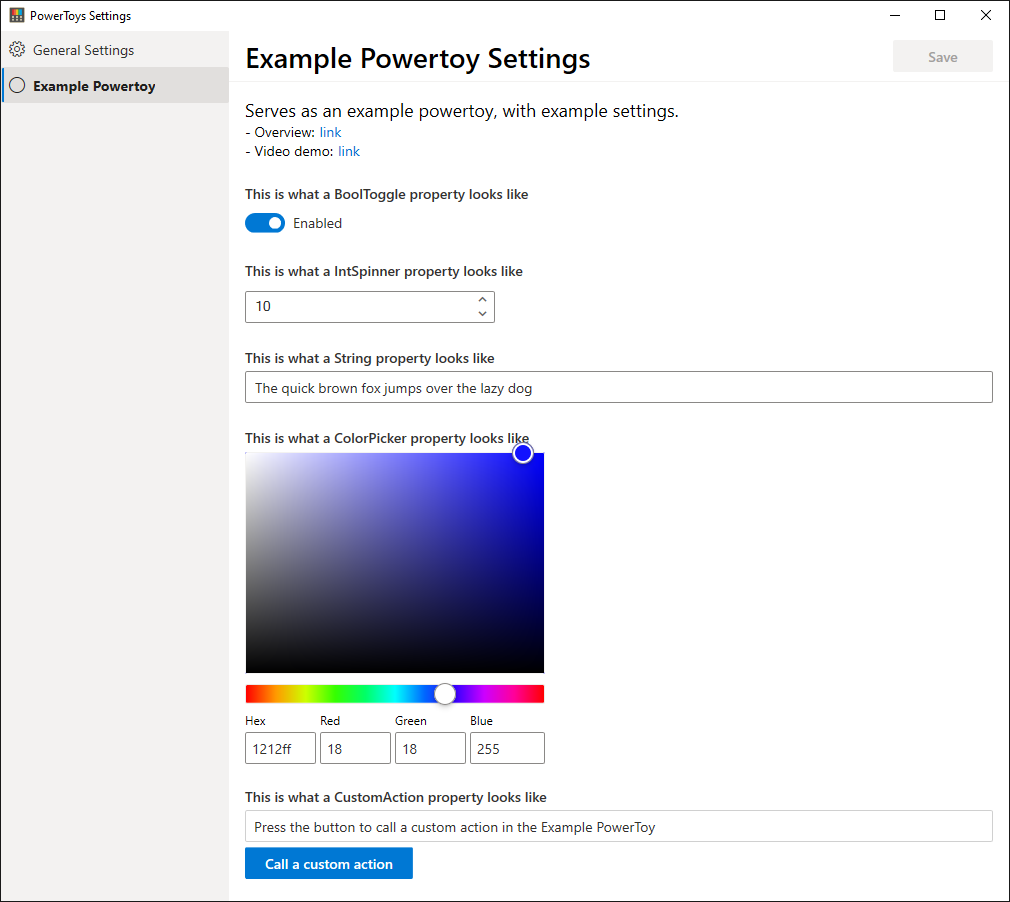 PowerToys Settings
General Settings
Example Powertoy
Example Powertoy Settings
Save
Serves as an example powertoy, with example settings.
- Overview: link
- Video demo: link
This is what a BoolToggle property looks like
Enabled
This is what a IntSpinner property looks like
10
This is what a String property looks like
The quick brown fox jumps over the lazy dog
This is what a ColorPicker property looks like
Hex Red Green Blue
1212ff 18 18 255
This is what a CustomAction property looks like
Press the button to call a custom action in the Example PowerToy
Call a custom action